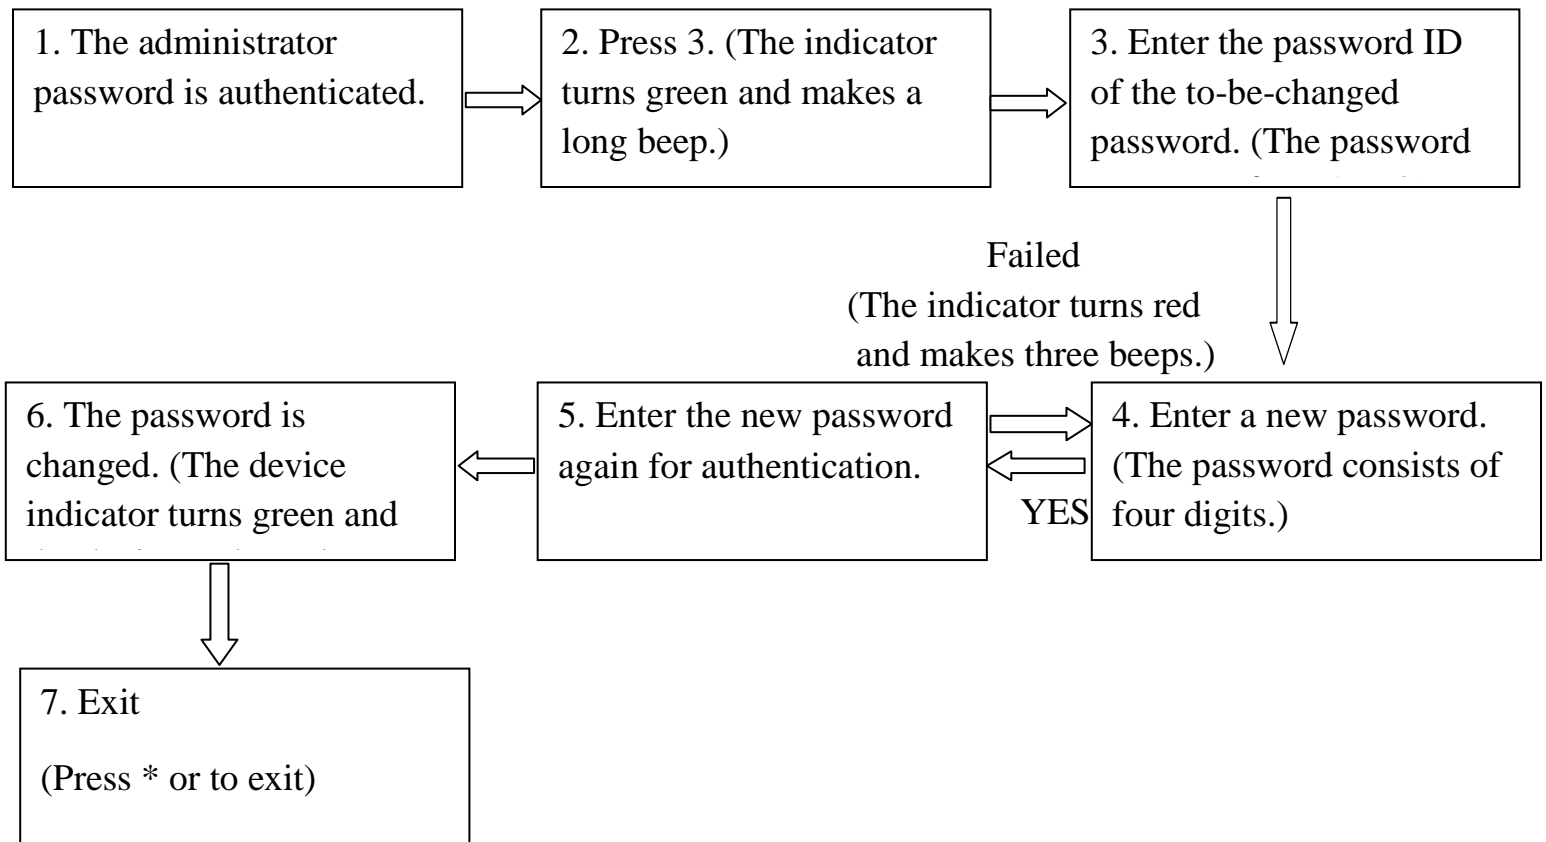 1. The administrator
password is authenticated.
2. Press 3. (The indicator
turns green and makes a
long beep.)
3. Enter the password ID
of the to-be-changed
password. (The password
Failed
(The indicator turns red
and makes three beeps.)
4. Enter a new password.
(The password consists of
four digits.)
YES
5. Enter the new password
again for authentication.
6. The password is
changed. (The device
indicator turns green and
7. Exit
(Press * or to exit)